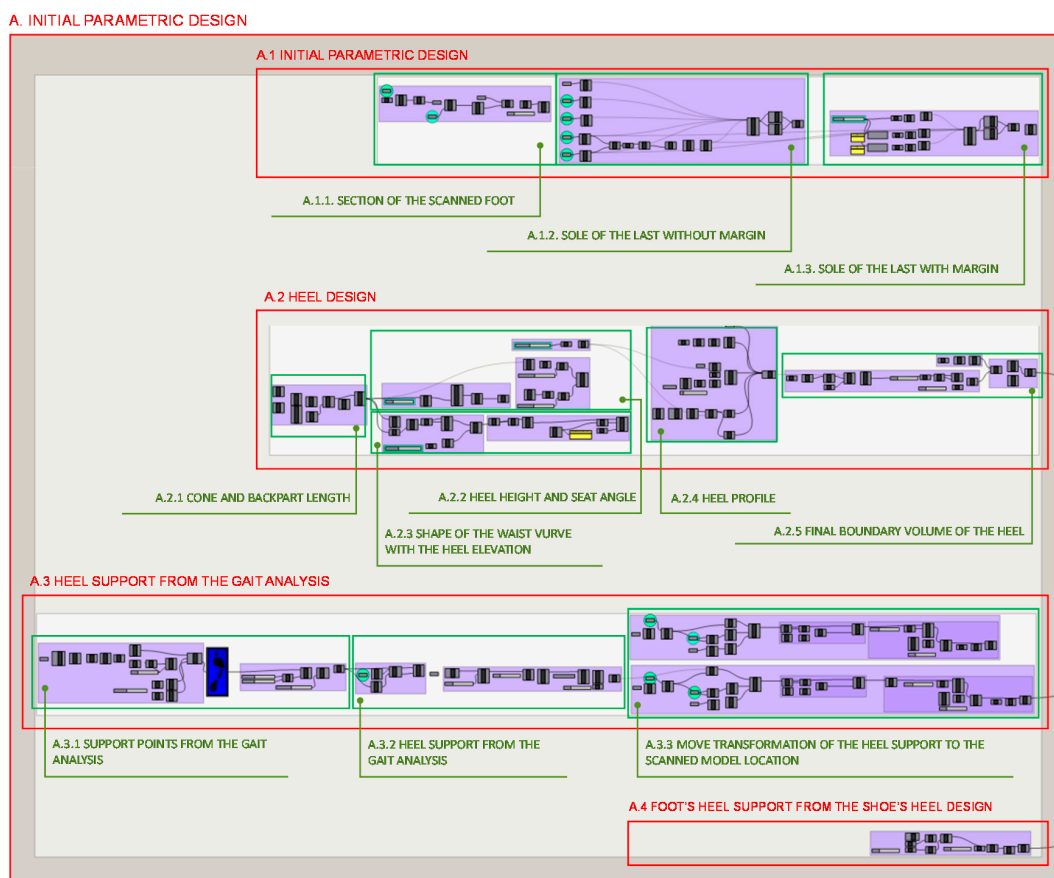 A. INITIAL PARAMETRIC DESIGN
A.1 INITIAL PARAMETRIC DESIGN
A.1.1. SECTION OF THE SCANNED FOOT
A.1.2. SOLE OF THE LAST WITHOUT MARGIN
A.1.3. SOLE OF THE LAST WITH MARGIN
A.2 HEEL DESIGN
A.2.1 CONE AND BACKPART LENGTH
A.2.2 HEEL HEIGHT AND SEAT ANGLE
A.2.4 HEEL PROFILE
A.2.3 SHAPE OF THE WAIST VURVE
WITH THE HEEL ELEVATION
A.2.5 FINAL BOUNDARY VOLUME OF THE HEEL
A.3 HEEL SUPPORT FROM THE GAIT ANALYSIS
A.3.1 SUPPORT POINTS FROM THE GAIT
ANALYSIS
A.3.2 HEEL SUPPORT FROM THE
GAIT ANALYSIS
A.3.3 MOVE TRANSFORMATION OF THE HEEL SUPPORT TO THE
SCANNED MODEL LOCATION
A.4 FOOT'S HEEL SUPPORT FROM THE SHOE'S HEEL DESIGN